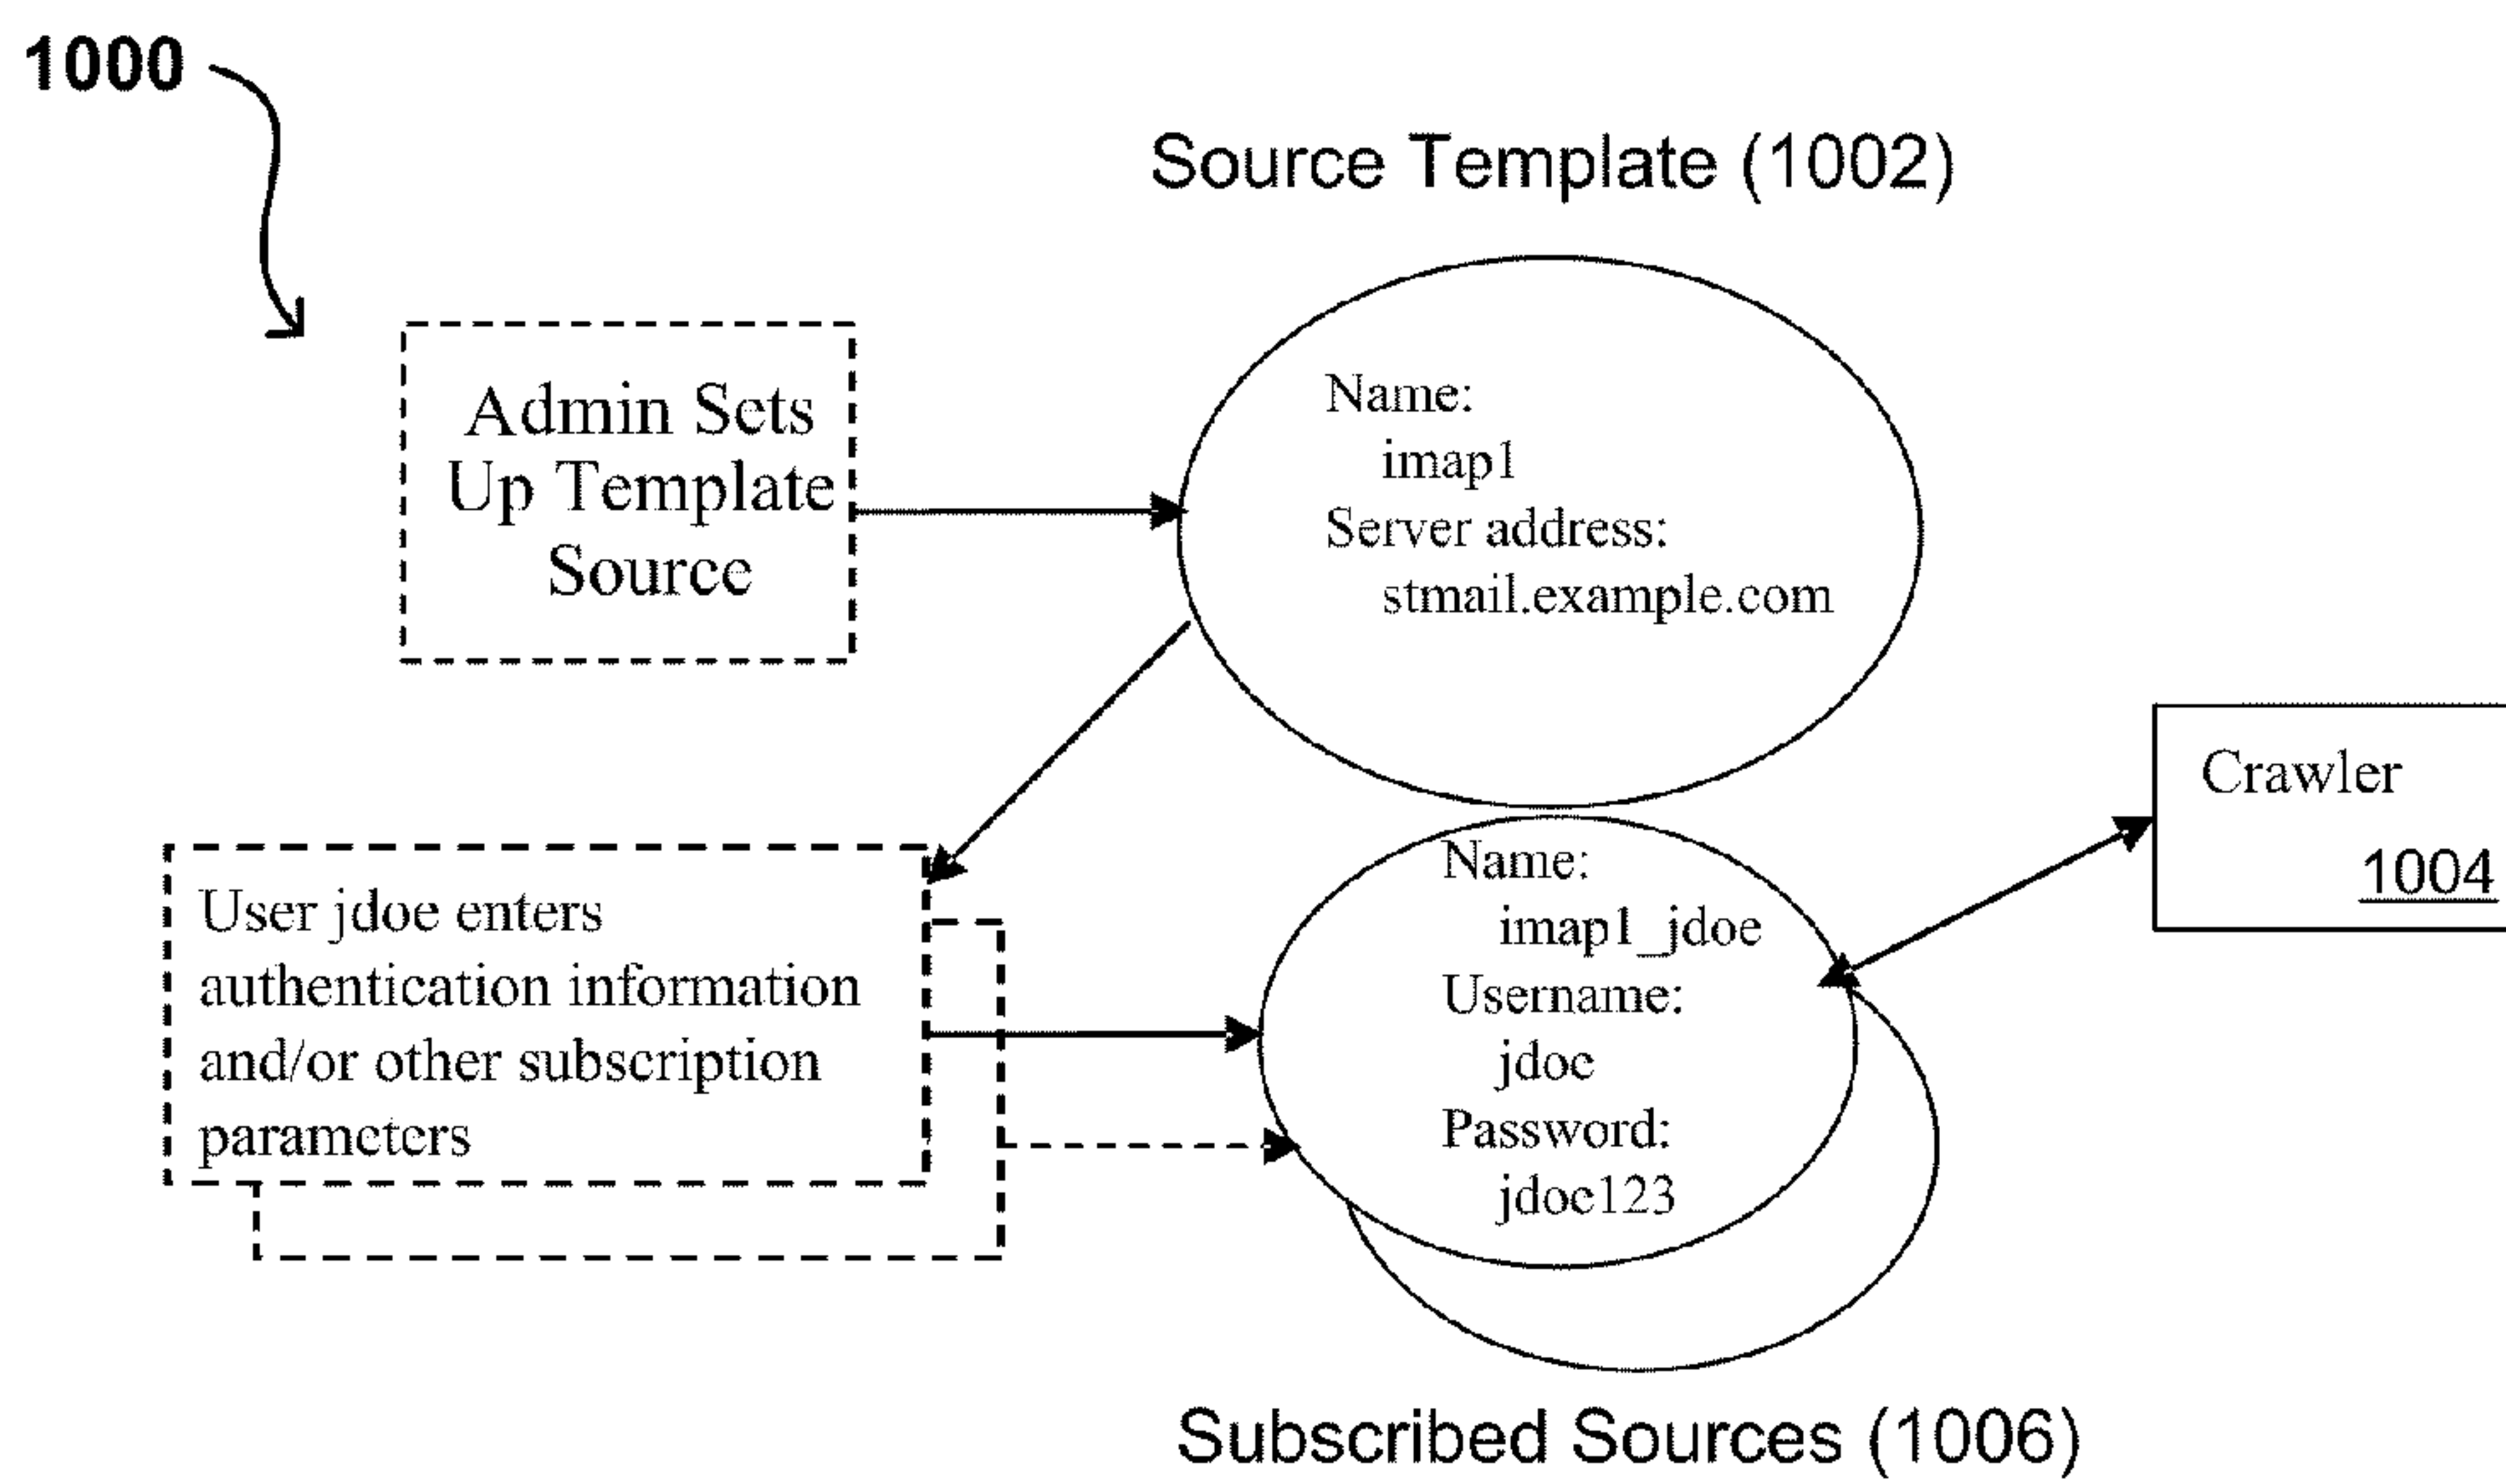 1000
Source Template (1002)
Admin Sets
Up Template
Source
Name:
imap1
Server address:
stmail.example.com
Crawler
1004
User jdoe enters
authentication information
and/or other subscription
parameters
Name:
imap1_jdoe
Username:
jdoe
Password:
jdoe123
Subscribed Sources (1006)